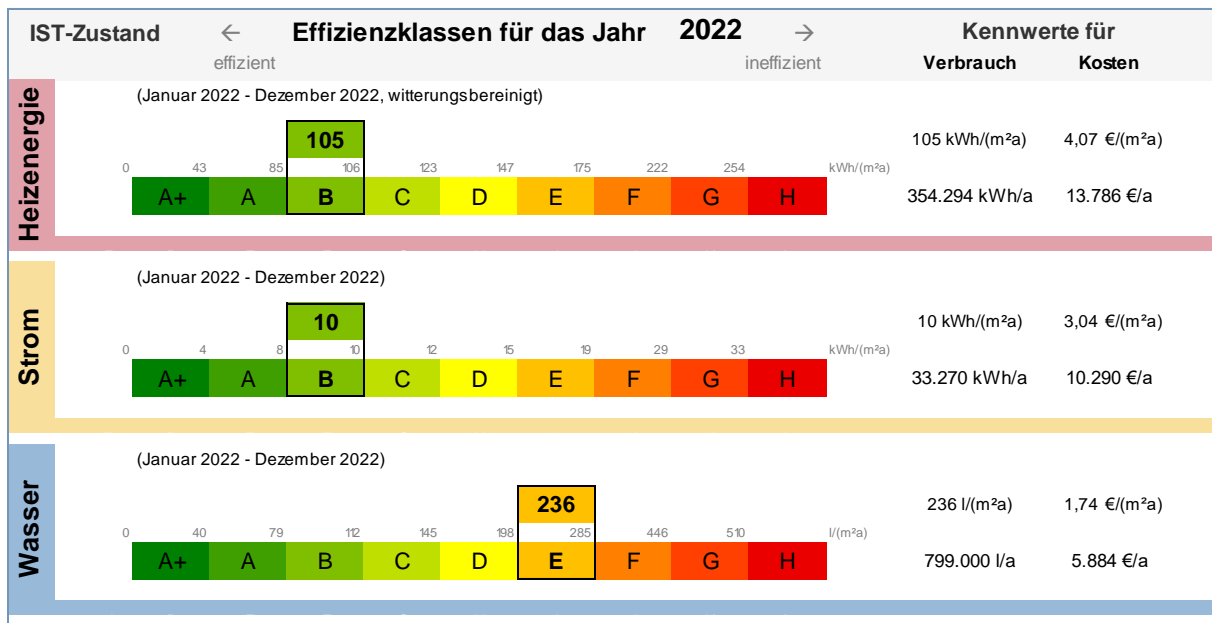 IST-Zustand ← Effizienzklassen für das Jahr 2022 → Kennwerte für
effizient ineffizient Verbrauch Kosten
Heizenergie
(Januar 2022 - Dezember 2022, witterungsbereinigt)
105 105 kWh/(m²a) 4,07 €/(m²a)
0 43 85 106 123 147 175 222 254 kWh/(m²a)
A+ A B C D E F G H 354.294 kWh/a 13.786 €/a
Strom
(Januar 2022 - Dezember 2022)
10 10 kWh/(m²a) 3,04 €/(m²a)
0 4 8 10 12 15 19 29 33 kWh/(m²a)
A+ A B C D E F G H 33.270 kWh/a 10.290 €/a
Wasser
(Januar 2022 - Dezember 2022)
236 236 l/(m²a) 1,74 €/(m²a)
0 40 79 112 145 198 285 446 510 l/(m²a)
A+ A B C D E F G H 799.000 l/a 5.884 €/a